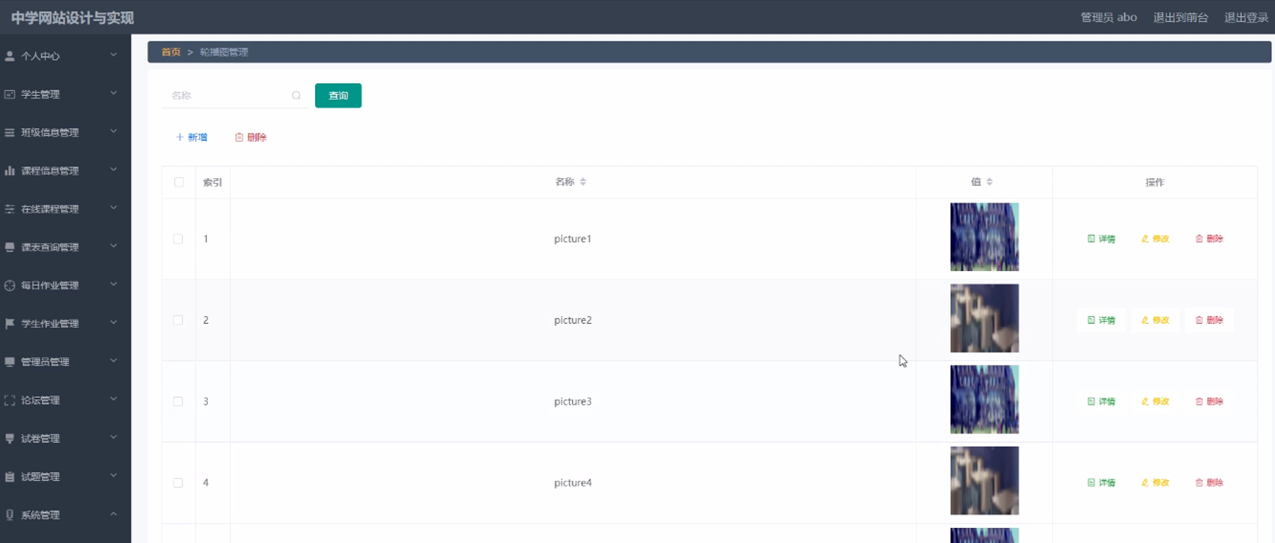 中学网站设计与实现
管理员 abo 退出到前台 退出登录
个人中心
学生管理
班级信息管理
课程信息管理
在线课程管理
课表查询管理
每日作业管理
学生作业管理
管理员管理
论坛管理
试卷管理
试题管理
系统管理
首页 > 轮播图管理
名称 查询
+ 新增 删除
索引 名称 值 操作
1 picture1 详情 修改 删除
2 picture2 详情 修改 删除
3 picture3 详情 修改 删除
4 picture4 详情 修改 删除